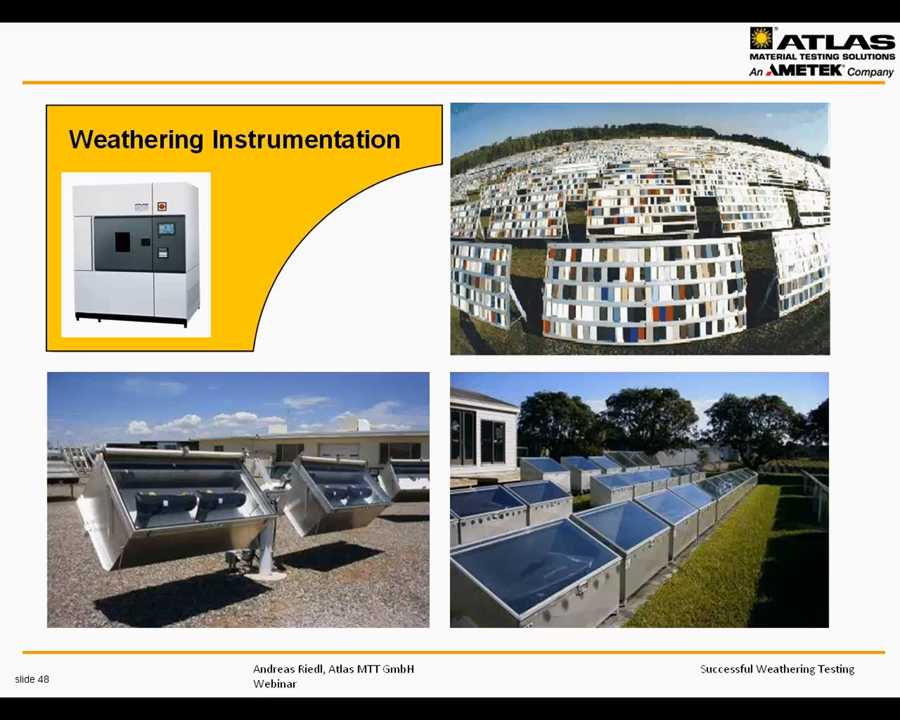 ATLAS
MATERIAL TESTING SOLUTIONS
An AMETEK® Company
Weathering Instrumentation
ATLAS
slide 48
Andreas Riedl, Atlas MTT GmbH
Webinar
Successful Weathering Testing